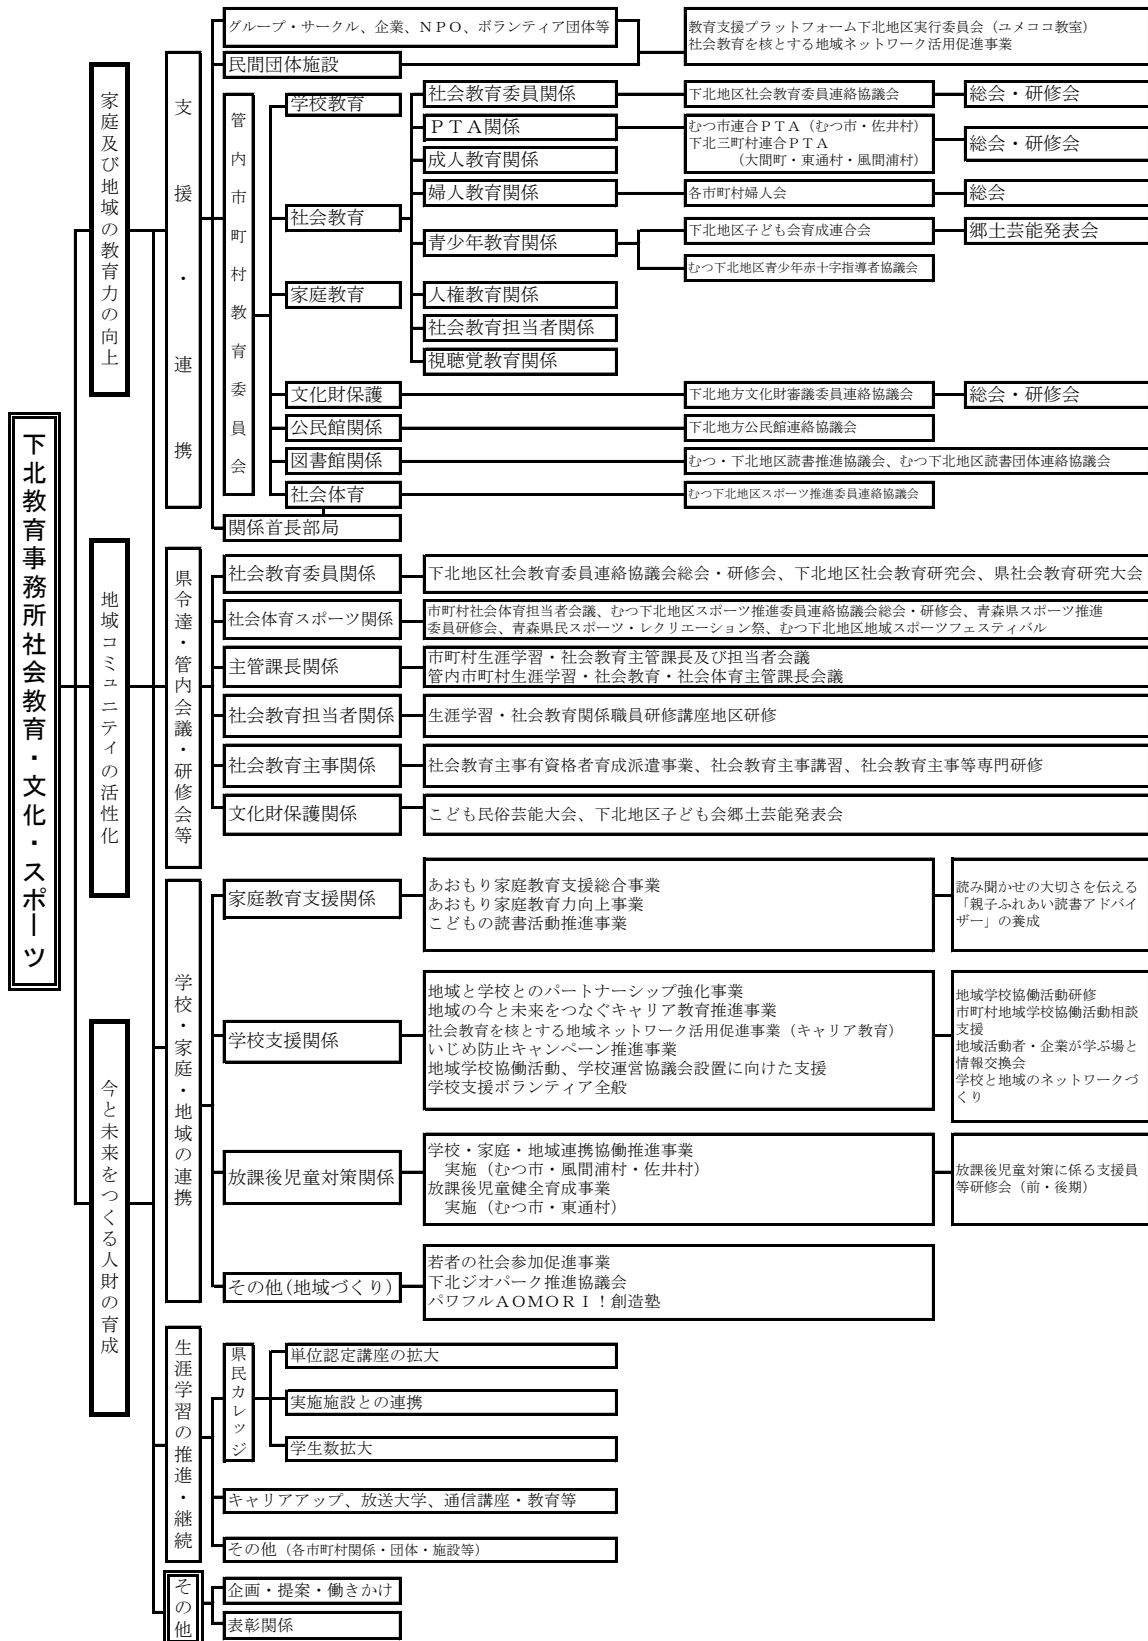 下北教育事務所社会教育・文化・スポーツ
家庭及び地域の教育力の向上
地域コミュニティの活性化
今と未来をつくる人財の育成
支援・連携
グループ・サークル、企業、ＮＰＯ、ボランティア団体等
民間団体施設
教育支援プラットフォーム下北地区実行委員会（ユメココ教室）
社会教育を核とする地域ネットワーク活用促進事業
管内市町村教育委員会
学校教育
社会教育
家庭教育
社会教育委員関係
下北地区社会教育委員連絡協議会
総会・研修会
ＰＴＡ関係
むつ市連合ＰＴＡ（むつ市・佐井村）
下北三町村連合ＰＴＡ
（大間町・東通村・風間浦村）
総会・研修会
成人教育関係
婦人教育関係
各市町村婦人会
総会
青少年教育関係
下北地区子ども会育成連合会
郷土芸能発表会
むつ下北地区青少年赤十字指導者協議会
人権教育関係
社会教育担当者関係
視聴覚教育関係
文化財保護
下北地方文化財審議委員連絡協議会
総会・研修会
公民館関係
下北地方公民館連絡協議会
図書館関係
むつ・下北地区読書推進協議会、むつ下北地区読書団体連絡協議会
社会体育
むつ下北地区スポーツ推進委員連絡協議会
関係首長部局
県令達・管内会議・研修会等
社会教育委員関係
下北地区社会教育委員連絡協議会総会・研修会、下北地区社会教育研究会、県社会教育研究大会
社会体育スポーツ関係
市町村社会体育担当者会議、むつ下北地区スポーツ推進委員連絡協議会総会・研修会、青森県スポーツ推進
委員研修会、青森県民スポーツ・レクリエーション祭、むつ下北地区地域スポーツフェスティバル
主管課長関係
市町村生涯学習・社会教育主管課長及び担当者会議
管内市町村生涯学習・社会教育・社会体育主管課長会議
社会教育担当者関係
生涯学習・社会教育関係職員研修講座地区研修
社会教育主事関係
社会教育主事有資格者育成派遣事業、社会教育主事講習、社会教育主事等専門研修
文化財保護関係
こども民俗芸能大会、下北地区子ども会郷土芸能発表会
学校・家庭・地域の連携
家庭教育支援関係
あおもり家庭教育支援総合事業
あおもり家庭教育力向上事業
こどもの読書活動推進事業
読み聞かせの大切さを伝える
「親子ふれあい読書アドバイ
ザー」の養成
学校支援関係
地域と学校とのパートナーシップ強化事業
地域の今と未来をつなぐキャリア教育推進事業
社会教育を核とする地域ネットワーク活用促進事業（キャリア教育）
いじめ防止キャンペーン推進事業
地域学校協働活動、学校運営協議会設置に向けた支援
学校支援ボランティア全般
地域学校協働活動研修
市町村地域学校協働活動相談
支援
地域活動者・企業が学ぶ場と
情報交換会
学校と地域のネットワークづ
くり
放課後児童対策関係
学校・家庭・地域連携協働推進事業
実施（むつ市・風間浦村・佐井村）
放課後児童健全育成事業
実施（むつ市・東通村）
放課後児童対策に係る支援員
等研修会（前・後期）
その他(地域づくり)
若者の社会参加促進事業
下北ジオパーク推進協議会
パワフルＡＯＭＯＲＩ！創造塾
生涯学習の推進・継続
県民カレッジ
単位認定講座の拡大
実施施設との連携
学生数拡大
キャリアアップ、放送大学、通信講座・教育等
その他（各市町村関係・団体・施設等）
その他
企画・提案・働きかけ
表彰関係